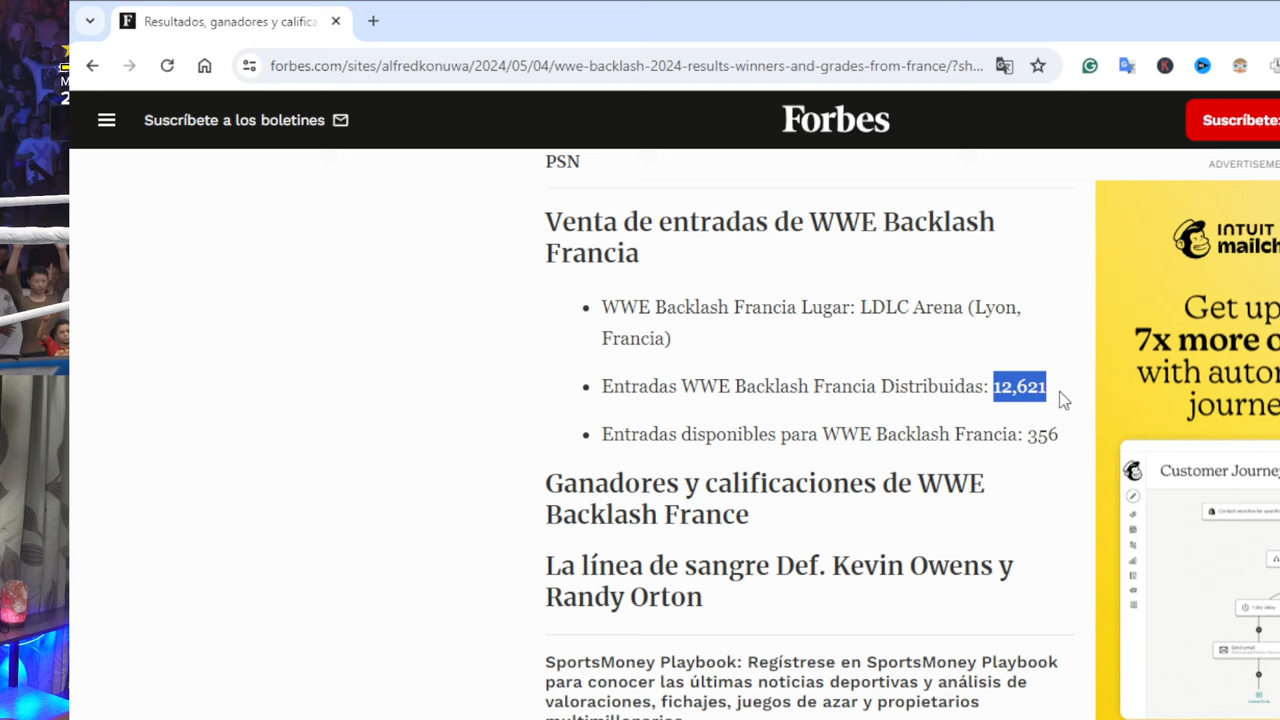 Resultados, ganadores y califica
forbes.com/sites/alfredkonuwa/2024/05/04/wwe-backlash-2024-results-winners-and-grades-from-france/?sh...
Suscríbete a los boletines
Forbes
Suscríbete:
PSN
ADVERTISEME
Venta de entradas de WWE Backlash
Francia
WWE Backlash Francia Lugar: LDLC Arena (Lyon,
Francia)
Entradas WWE Backlash Francia Distribuidas: 12,621
Entradas disponibles para WWE Backlash Francia: 356
Ganadores y calificaciones de WWE
Backlash France
La línea de sangre Def. Kevin Owens y
Randy Orton
SportsMoney Playbook: Regístrese en SportsMoney Playbook
para conocer las últimas noticias deportivas y análisis de
valoraciones, fichajes, juegos de azar y propietarios
multimillonarios.
INTUIT
mailch
Get up
7x more o
with autor
journe
Customer Journey